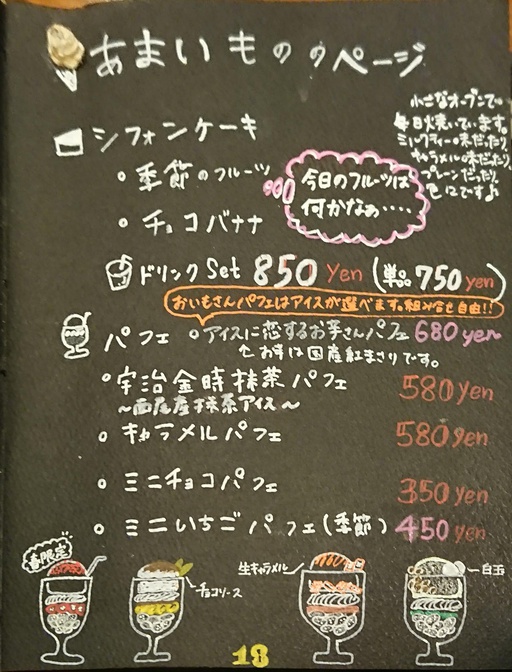 あまいもののページ
小さなオーブンで。
毎日焼いています。
ミルクティー味だったり、
キャラメル味だったり、
プレーンだったり、
色々ですよ♪
シフォンケーキ
・季節のフルーツ
今日のフルーツは
何かなぁ‥‥‥
・チョコバナナ
ドリンクSet 850 Yen (単品 750 yen)
おいもさんパフェはアイスが選べます。組み合せ自由!!
パフェ ・アイスに恋するお芋さんパフェ 680 yen
お芋は国産紅まさりです。
・宇治金時抹茶パフェ 580 yen
〜西尾産抹茶アイス〜
・キャラメルパフェ 580 yen
・ミニチョコパフェ 350 yen
・ミニいちごパフェ(季節) 450 yen
春限定
チョコソース
生キャラメル
白玉
18